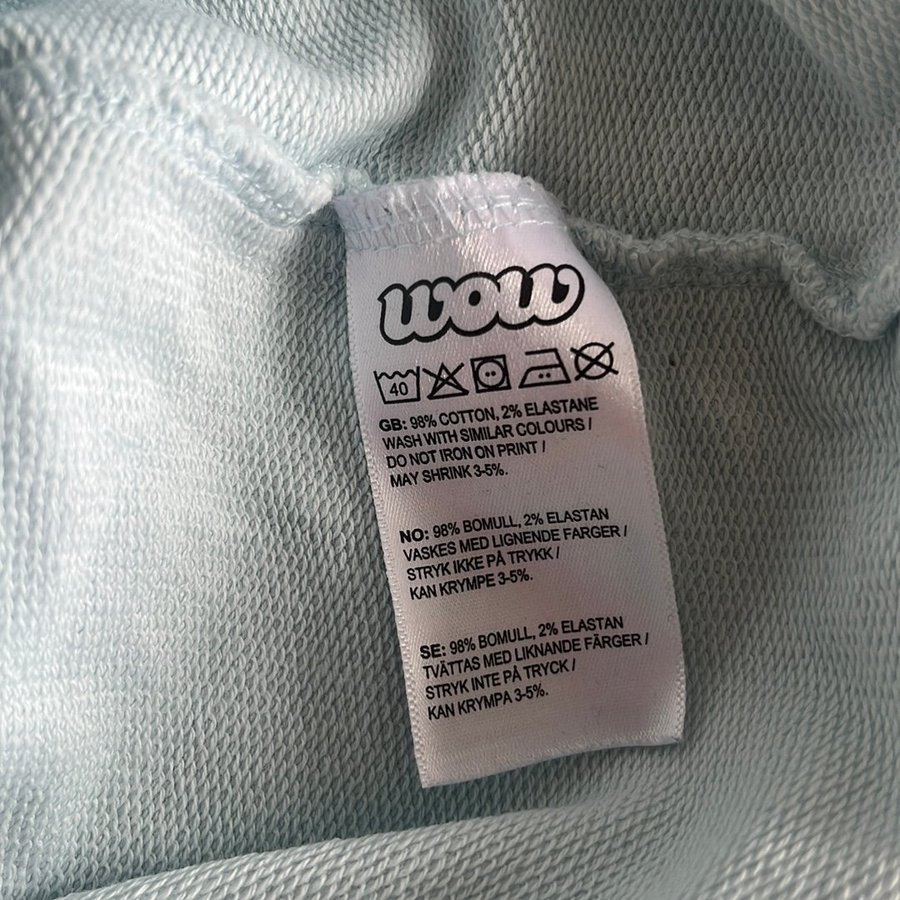 wow
40
GB: 98% COTTON, 2% ELASTANE
WASH WITH SIMILAR COLOURS /
DO NOT IRON ON PRINT /
MAY SHRINK 3-5%.
NO: 98% BOMULL, 2% ELASTAN
VASKES MED LIGNENDE FARGER /
STRYK IKKE PÅ TRYKK /
KAN KRYMPE 3-5%.
SE: 98% BOMULL, 2% ELASTAN
TVÄTTAS MED LIKNANDE FÄRGER /
STRYK INTE PÅ TRYCK /
KAN KRYMPA 3-5%.